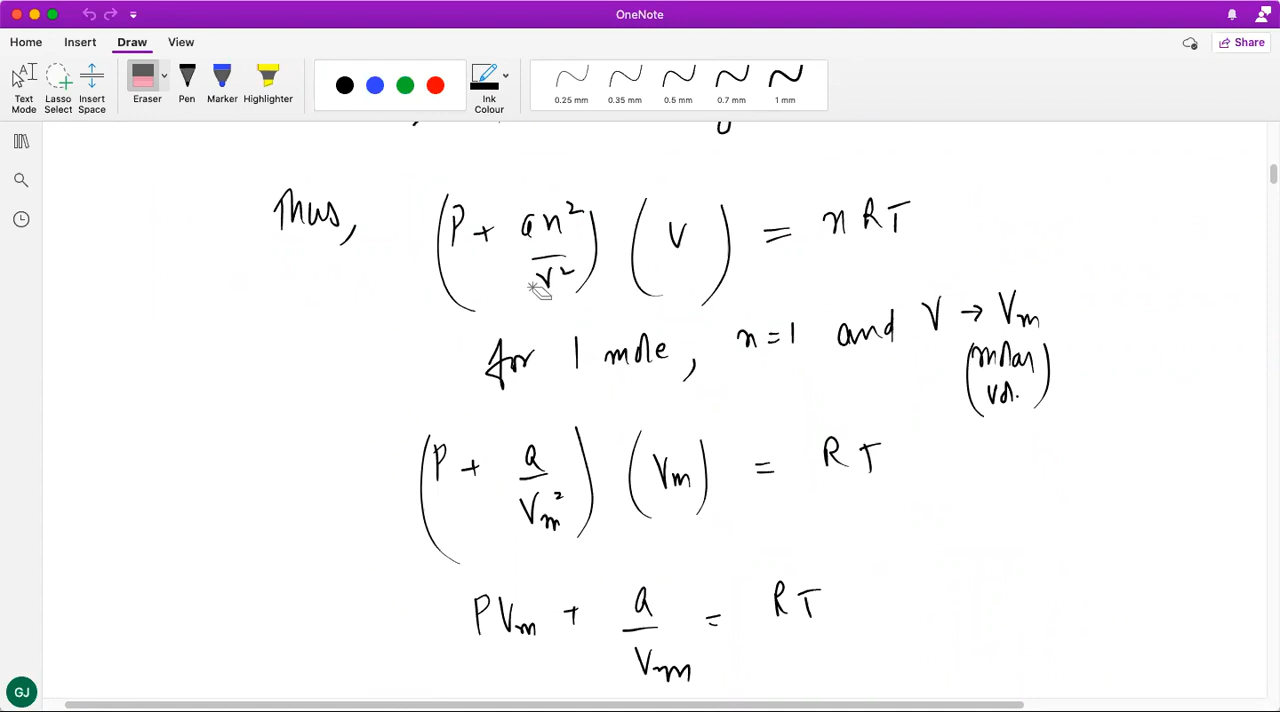 OneNote
Home Insert Draw View
Share
Text Mode
Lasso Select
Insert Space
Eraser
Pen
Marker
Highlighter
Ink Colour
0.25 mm
0.35 mm
0.5 mm
0.7 mm
1 mm
Thus, (P + an²/V²) (V) = nRT
for 1 mole, n=1 and V → Vm
(molar vol.)
(P + a/Vm²) (Vm) = RT
PVm + a/Vm = RT
GJ